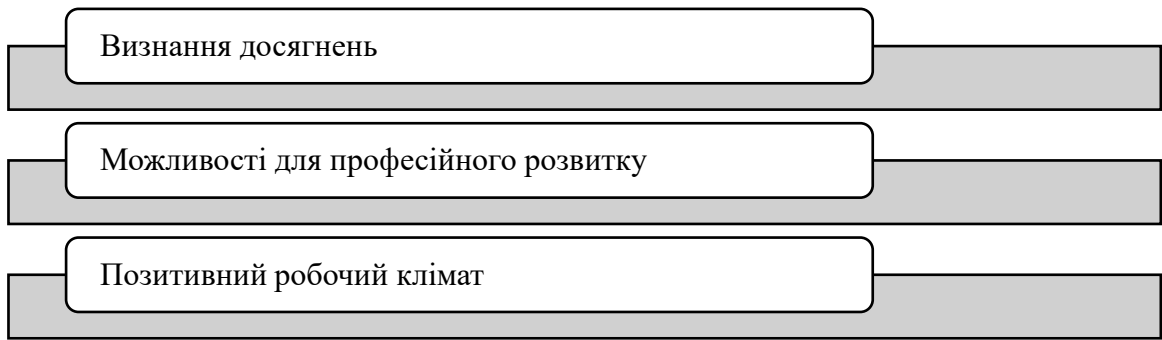 Визнання досягнень
Можливості для професійного розвитку
Позитивний робочий клімат